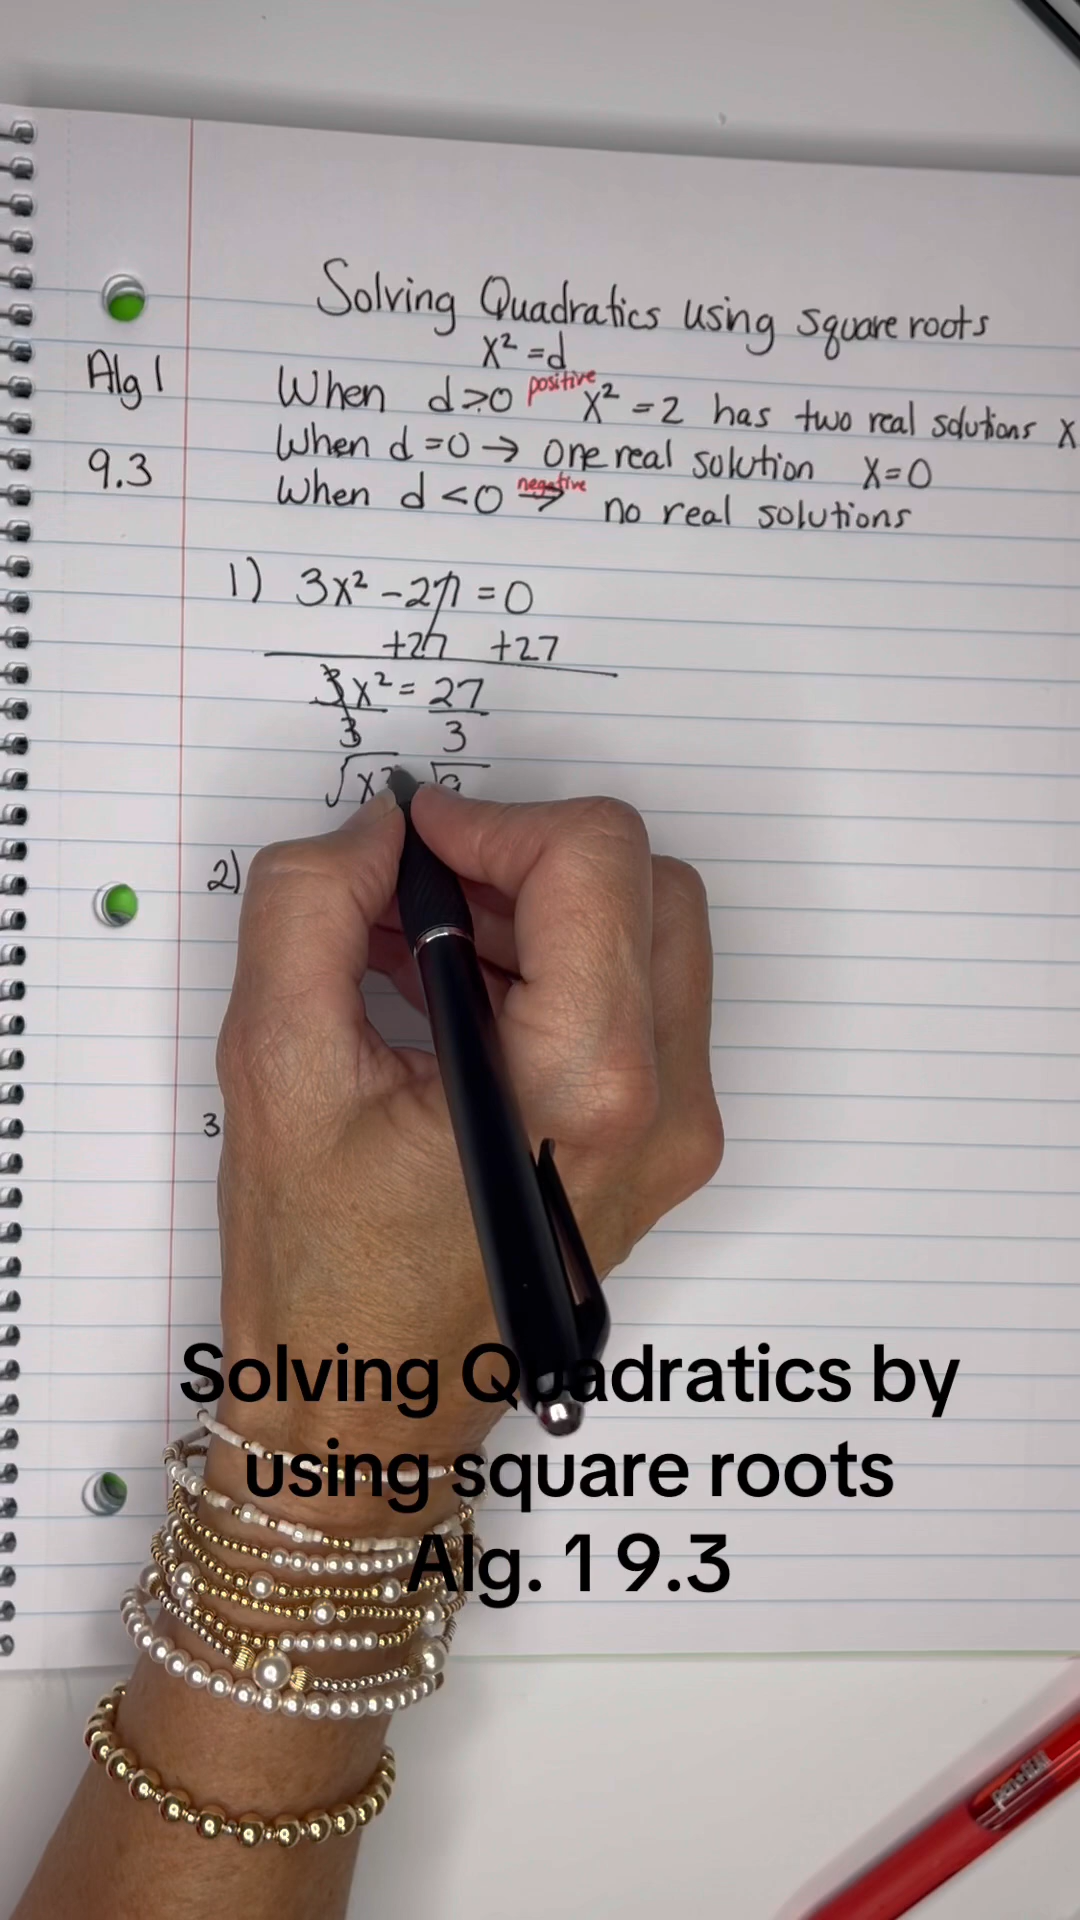 Solving Quadratics using square roots
x² = d
Alg 1
When d > 0 positive x² = 2 has two real solutions x
When d = 0 → one real solution x = 0
9.3
When d < 0 negative → no real solutions
1) 3x² - 27 = 0
+27 +27
3x² = 27
3 3
√x² √9
2)
3
Solving Quadratics by
using square roots
Alg. 1 9.3